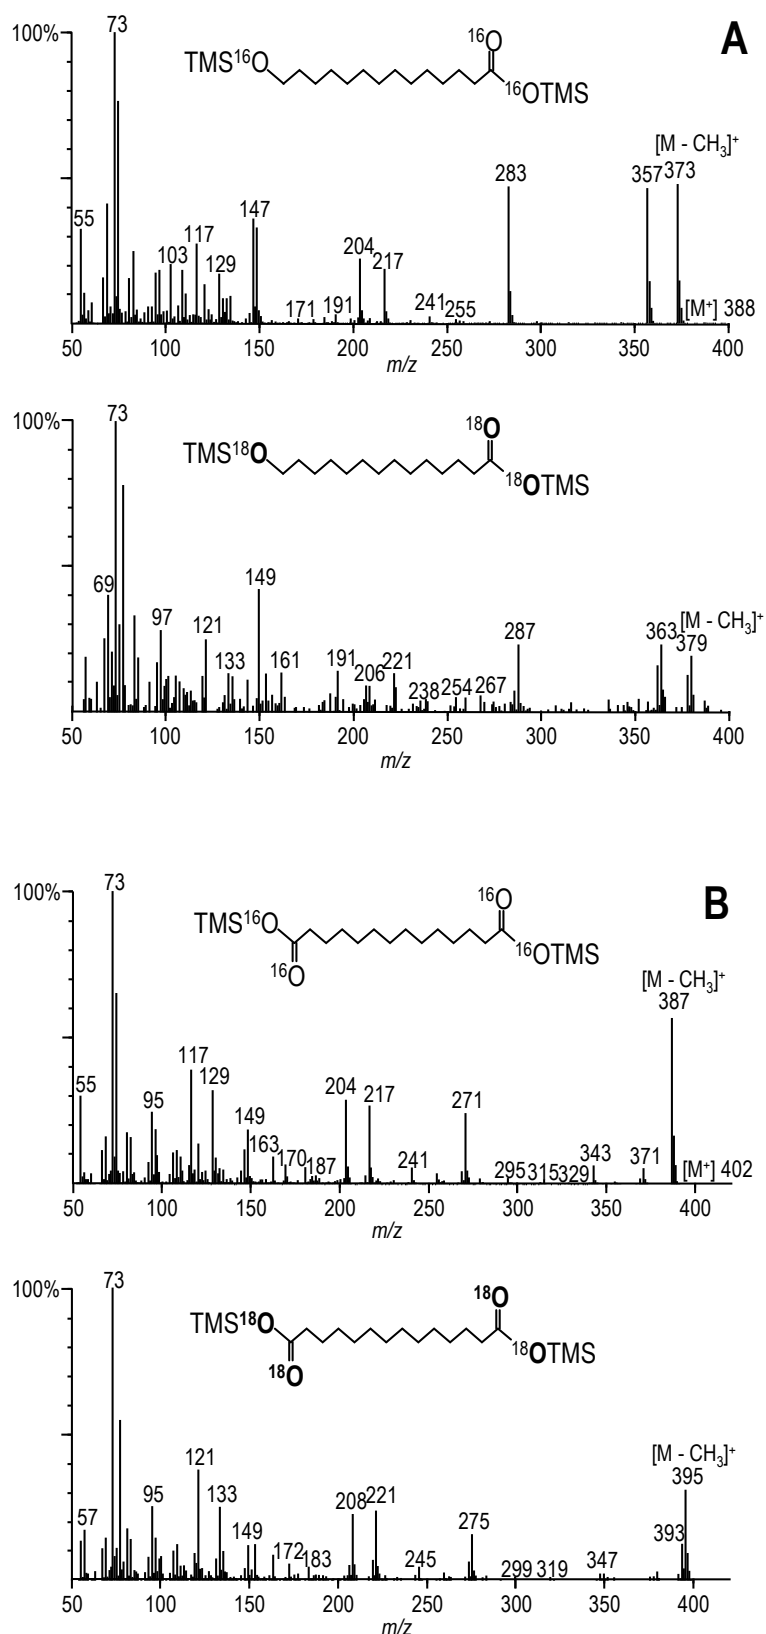 A
100%
73
TMS¹⁶O
¹⁶O
¹⁶OTMS
[M - CH₃]⁺
357 373
283
55
147
117
103
129
204
217
171
191
241
255
[M⁺] 388
50 100 150 200 250 300 350 400
m/z
100%
73
TMS¹⁸O
¹⁸O
¹⁸OTMS
69
97
121
133
149
161
191
206
221
238
254
267
287
[M - CH₃]⁺
363
379
50 100 150 200 250 300 350 400
m/z
B
100%
73
TMS¹⁶O
¹⁶O
¹⁶O
¹⁶OTMS
[M - CH₃]⁺
387
55
95
117
129
149
163
170
187
204
217
241
271
295
315
329
343
371
[M⁺] 402
50 100 150 200 250 300 350 400
m/z
100%
73
TMS¹⁸O
¹⁸O
¹⁸O
¹⁸OTMS
[M - CH₃]⁺
395
393
57
95
121
133
149
172
183
208
221
245
275
299
319
347
50 100 150 200 250 300 350 400
m/z